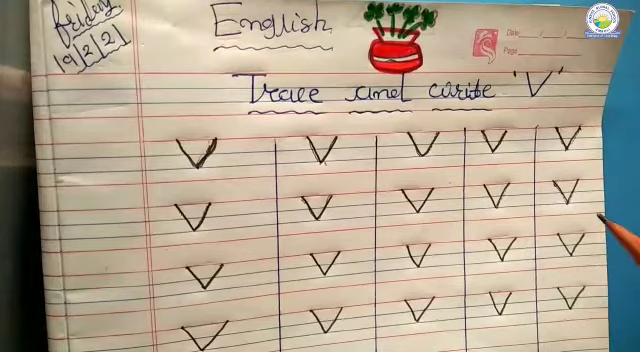 Friday
19/2/21
English
Date / /
Page
Trace and write "V"
V V V V V
V V V V V
V V V V V
V V V V V